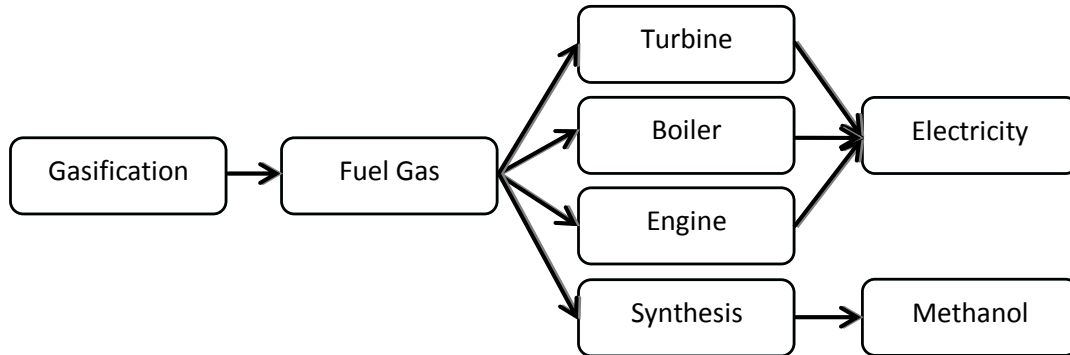 Turbine
Boiler
Electricity
Gasification
Fuel Gas
Engine
Synthesis
Methanol